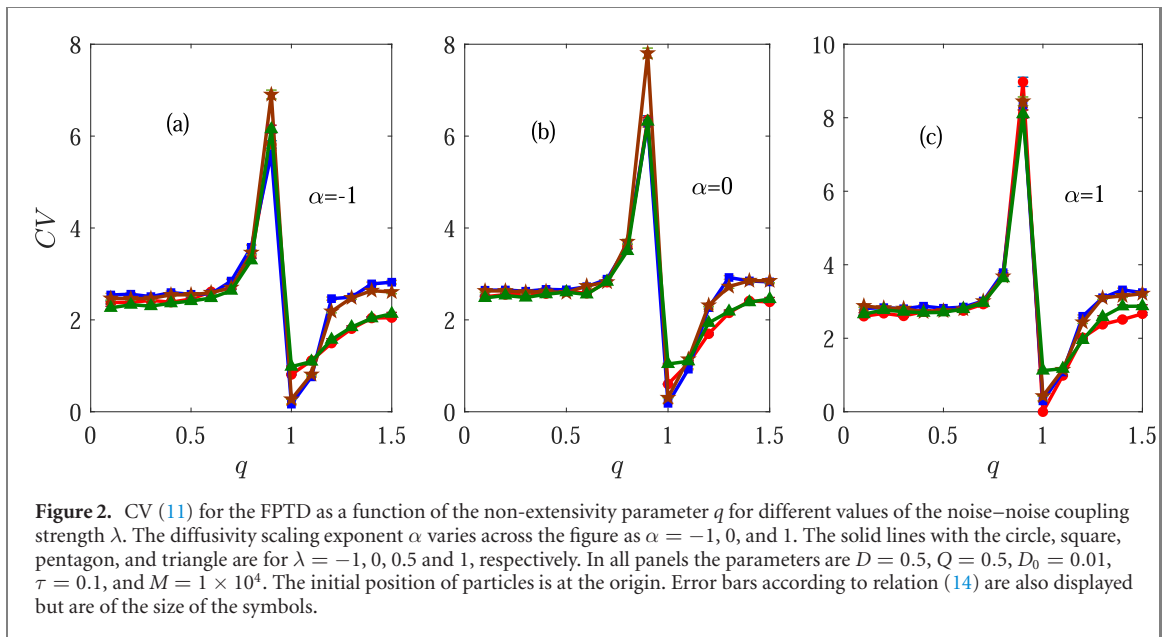 8
6
4
2
0
CV
(a)
α=-1
0
0.5
1
1.5
q
8
6
4
2
0
(b)
α=0
0
0.5
1
1.5
q
10
8
6
4
2
0
(c)
α=1
0
0.5
1
1.5
q
Figure 2. CV (11) for the FPTD as a function of the non-extensivity parameter q for different values of the noise–noise coupling
strength λ. The diffusivity scaling exponent α varies across the figure as α = −1, 0, and 1. The solid lines with the circle, square,
pentagon, and triangle are for λ = −1, 0, 0.5 and 1, respectively. In all panels the parameters are D = 0.5, Q = 0.5, D₀ = 0.01,
τ = 0.1, and M = 1 × 10⁴. The initial position of particles is at the origin. Error bars according to relation (14) are also displayed
but are of the size of the symbols.